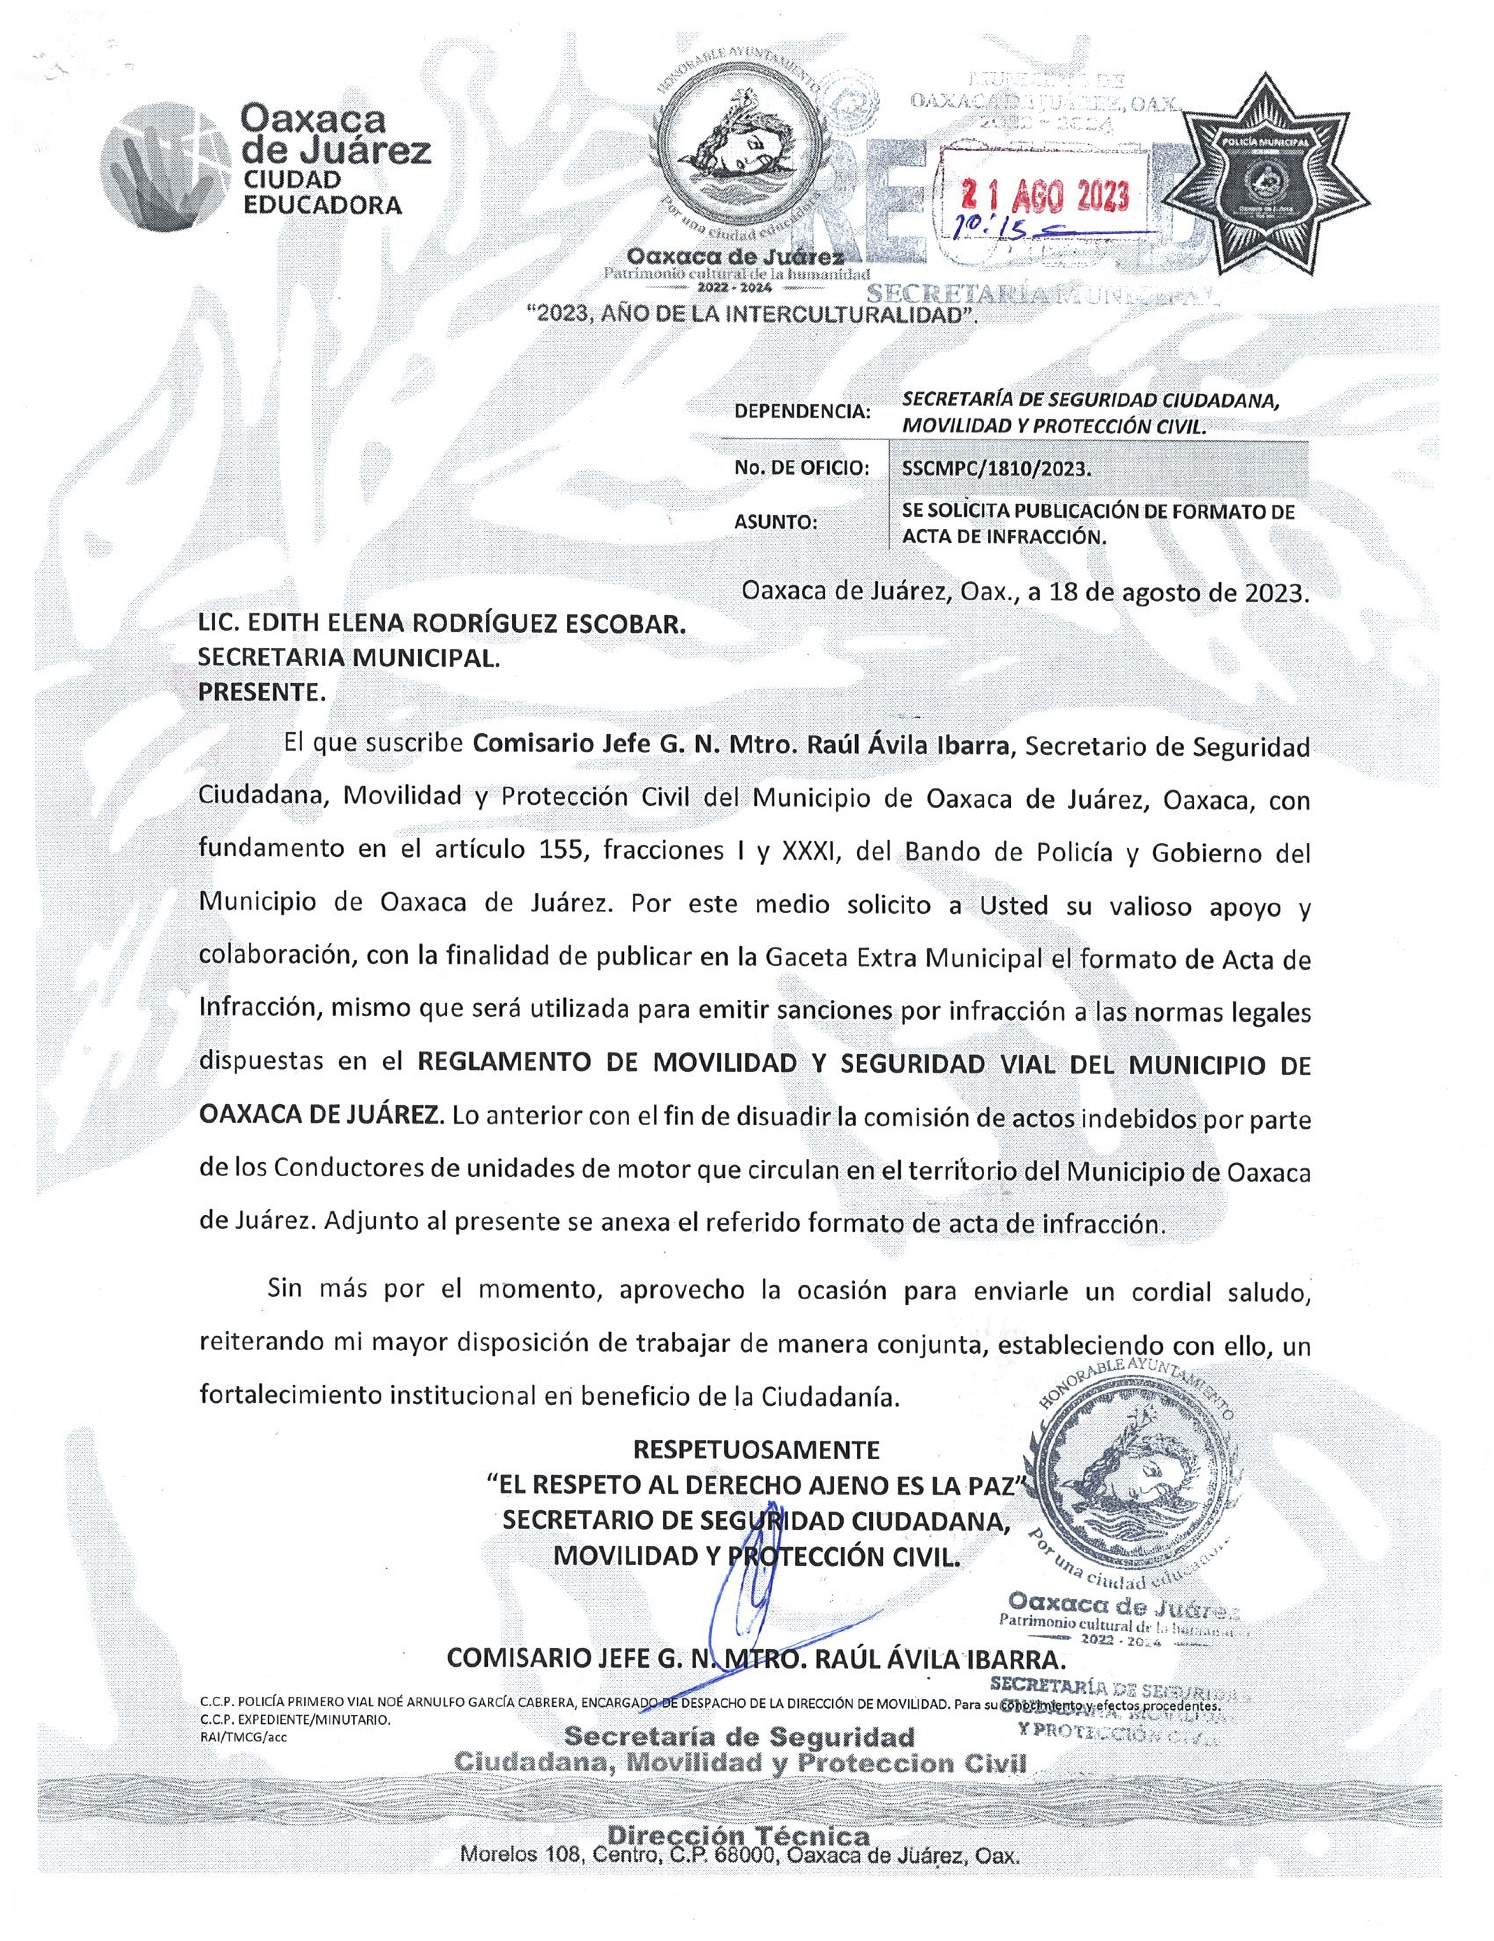 Oaxaca
de Juárez
CIUDAD
EDUCADORA
HONORABLE AYUNTAMIENTO
Por una ciudad educadora
Oaxaca de Juárez
Patrimonio cultural de la humanidad
2022 - 2024
MUNICIPIO DE
OAXACA DE JUÁREZ, OAX.
2022 - 2024
21 AGO 2023
10:15
SECRETARÍA MUNICIPAL
POLICÍA MUNICIPAL
“2023, AÑO DE LA INTERCULTURALIDAD”.
DEPENDENCIA: SECRETARÍA DE SEGURIDAD CIUDADANA,
MOVILIDAD Y PROTECCIÓN CIVIL.
No. DE OFICIO: SSCMPC/1810/2023.
ASUNTO: SE SOLICITA PUBLICACIÓN DE FORMATO DE
ACTA DE INFRACCIÓN.
Oaxaca de Juárez, Oax., a 18 de agosto de 2023.
LIC. EDITH ELENA RODRÍGUEZ ESCOBAR.
SECRETARIA MUNICIPAL.
PRESENTE.
El que suscribe Comisario Jefe G. N. Mtro. Raúl Ávila Ibarra, Secretario de Seguridad
Ciudadana, Movilidad y Protección Civil del Municipio de Oaxaca de Juárez, Oaxaca, con
fundamento en el artículo 155, fracciones I y XXXI, del Bando de Policía y Gobierno del
Municipio de Oaxaca de Juárez. Por este medio solicito a Usted su valioso apoyo y
colaboración, con la finalidad de publicar en la Gaceta Extra Municipal el formato de Acta de
Infracción, mismo que será utilizada para emitir sanciones por infracción a las normas legales
dispuestas en el REGLAMENTO DE MOVILIDAD Y SEGURIDAD VIAL DEL MUNICIPIO DE
OAXACA DE JUÁREZ. Lo anterior con el fin de disuadir la comisión de actos indebidos por parte
de los Conductores de unidades de motor que circulan en el territorio del Municipio de Oaxaca
de Juárez. Adjunto al presente se anexa el referido formato de acta de infracción.
Sin más por el momento, aprovecho la ocasión para enviarle un cordial saludo,
reiterando mi mayor disposición de trabajar de manera conjunta, estableciendo con ello, un
fortalecimiento institucional en beneficio de la Ciudadanía.
RESPETUOSAMENTE
“EL RESPETO AL DERECHO AJENO ES LA PAZ”
SECRETARIO DE SEGURIDAD CIUDADANA,
MOVILIDAD Y PROTECCIÓN CIVIL.
HONORABLE AYUNTAMIENTO
Por una ciudad educadora
Oaxaca de Juárez
Patrimonio cultural de la humanidad
2022 - 2024
COMISARIO JEFE G. N. MTRO. RAÚL ÁVILA IBARRA.
SECRETARÍA DE SEGURIDAD
CIUDADANA, MOVILIDAD
Y PROTECCIÓN CIVIL
C.C.P. POLICÍA PRIMERO VIAL NOÉ ARNULFO GARCÍA CABRERA, ENCARGADO DE DESPACHO DE LA DIRECCIÓN DE MOVILIDAD. Para su conocimiento y efectos procedentes.
C.C.P. EXPEDIENTE/MINUTARIO.
RAI/TMCG/acc
Secretaría de Seguridad
Ciudadana, Movilidad y Proteccion Civil
Dirección Técnica
Morelos 108, Centro, C.P. 68000, Oaxaca de Juárez, Oax.